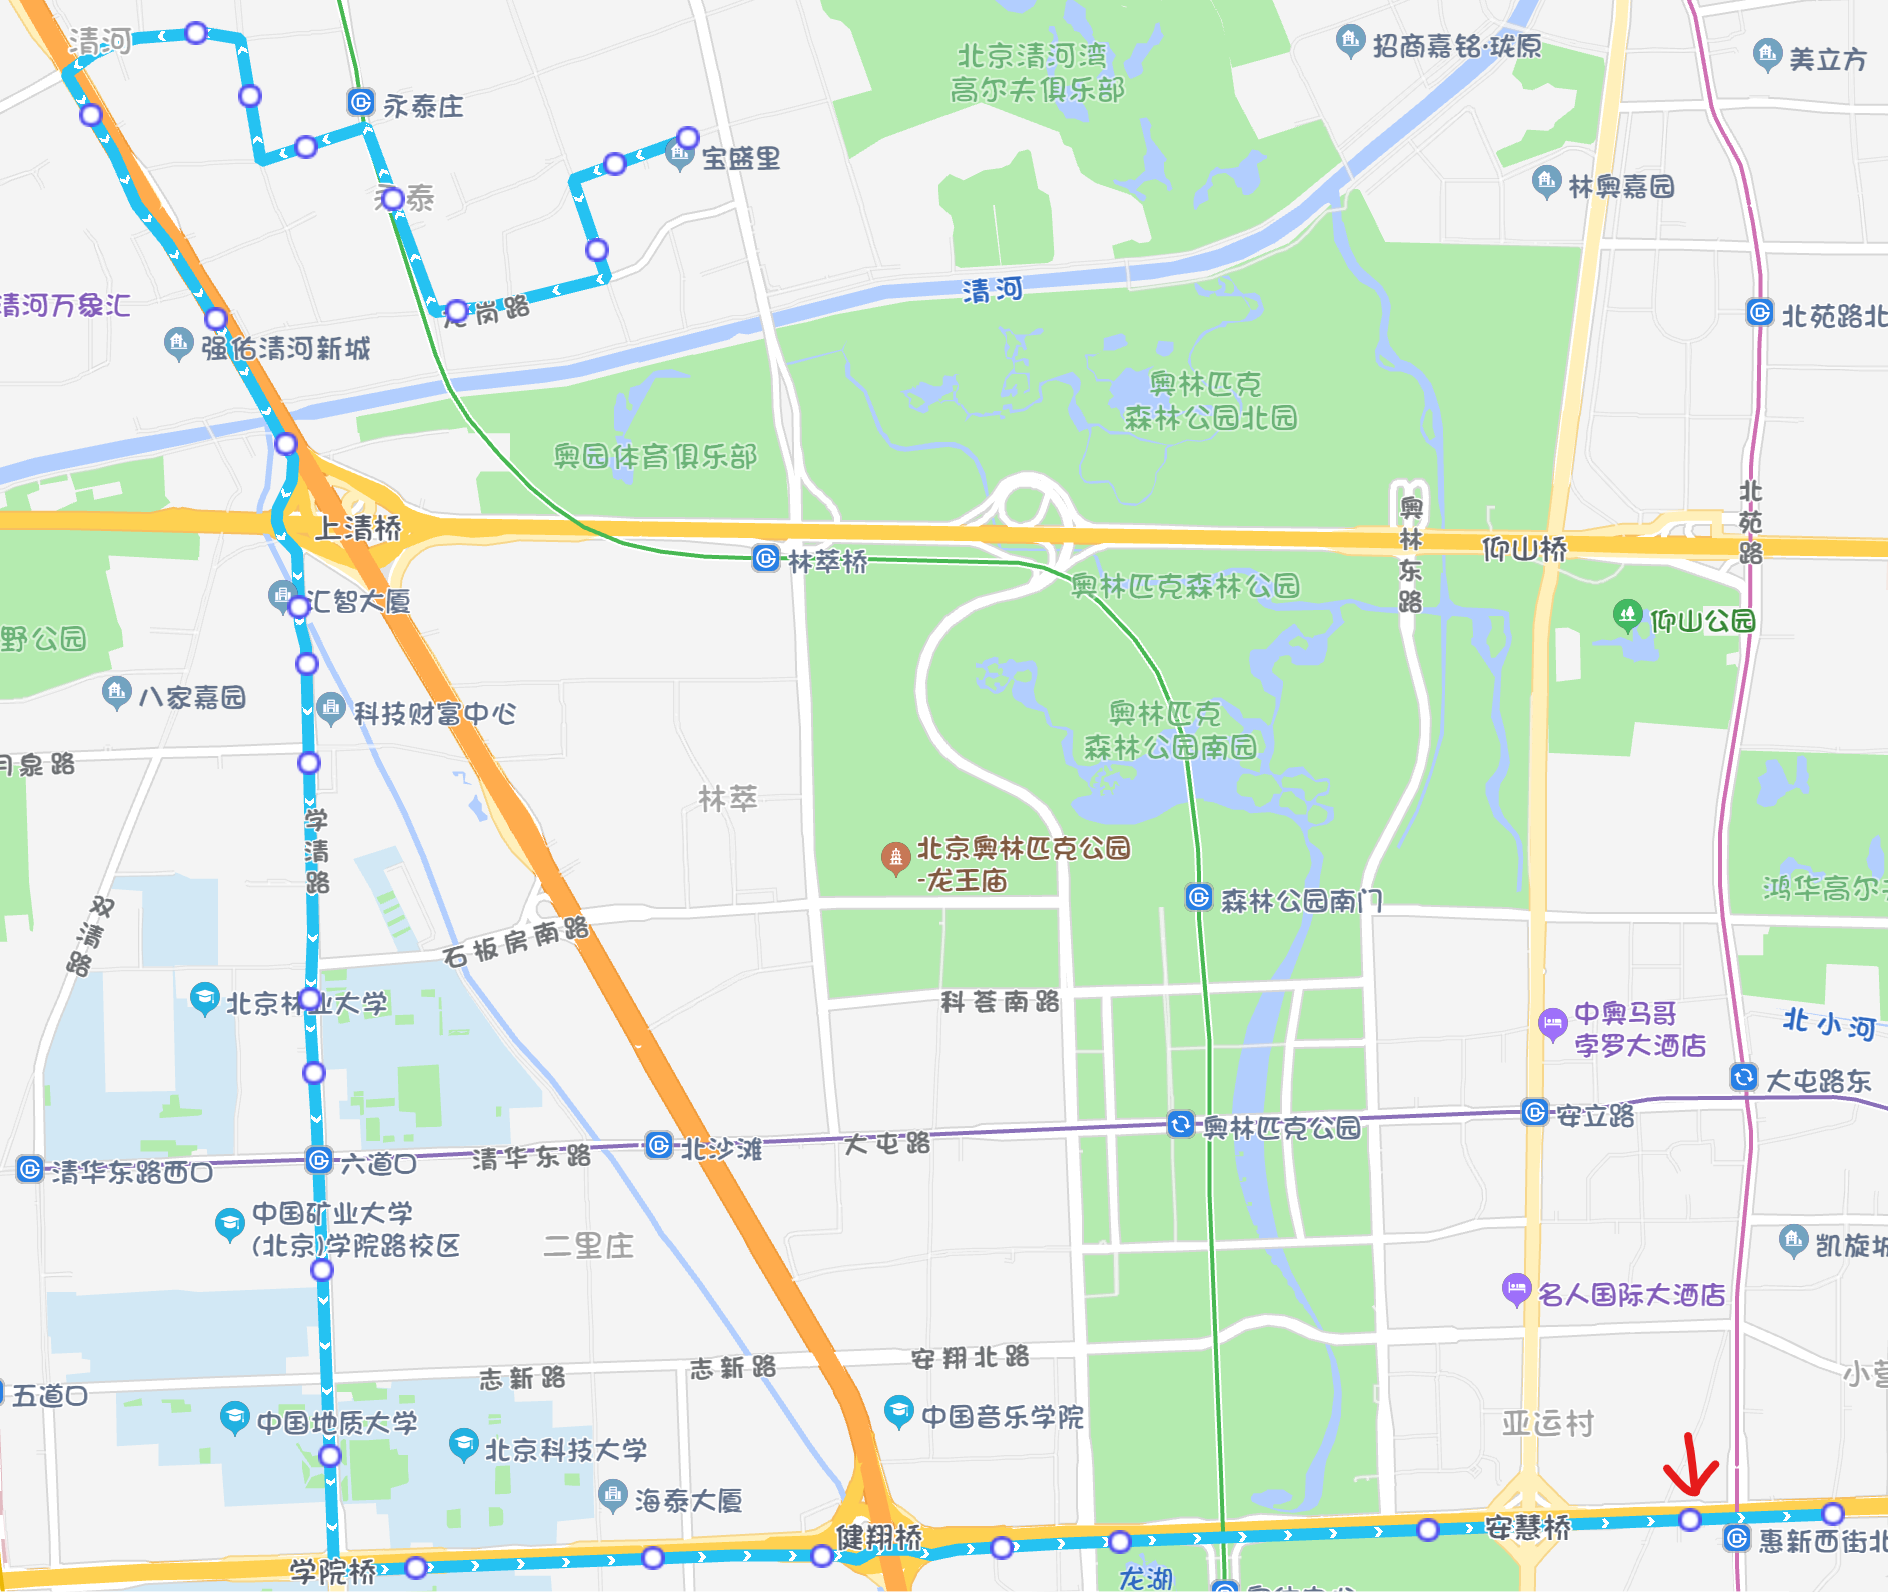 清河
北京清河湾
高尔夫俱乐部
招商嘉铭·珑原
美立方
永泰庄
宝盛里
永泰
林奥嘉园
清河
清河万象汇
龙岗路
北苑路北
强佑清河新城
奥林匹克
森林公园北园
奥园体育俱乐部
北苑路
奥林东路
上清桥
林萃桥
仰山桥
奥林匹克森林公园
汇智大厦
仰山公园
野公园
八家嘉园
科技财富中心
奥林匹克
森林公园南园
月泉路
林萃
学清路
北京奥林匹克公园
-龙王庙
鸿华高尔夫
森林公园南门
双清路
石板房南路
北京林业大学
科荟南路
中奥马哥
孛罗大酒店
北小河
大屯路东
安立路
奥林匹克公园
大屯路
北沙滩
清华东路
六道口
清华东路西口
中国矿业大学
(北京)学院路校区
二里庄
凯旋城
名人国际大酒店
志新路
志新路
安翔北路
小营
五道口
中国地质大学
北京科技大学
中国音乐学院
亚运村
海泰大厦
健翔桥
安慧桥
惠新西街北
学院桥
龙湖